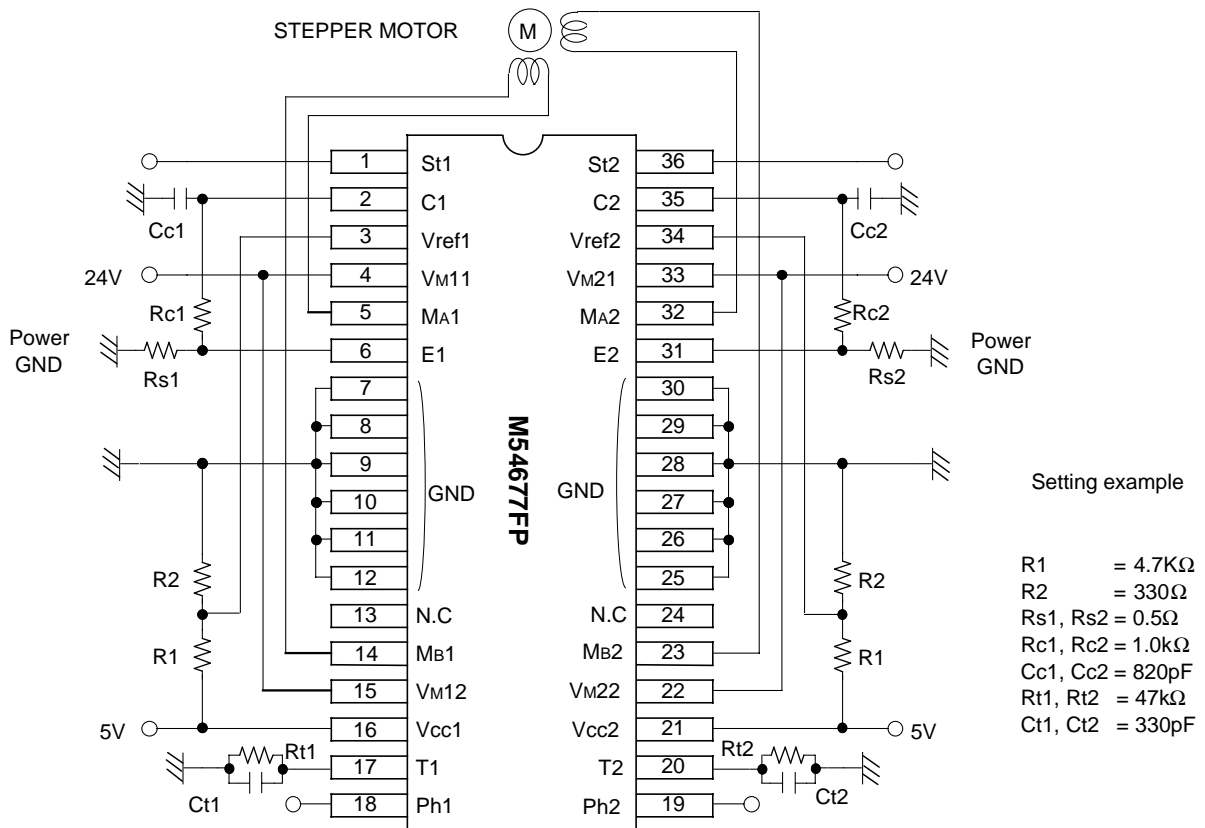 STEPPER MOTOR M
1 St1 St2 36
2 C1 C2 35
Cc1 Cc2
3 Vref1 Vref2 34
24V 4 VM11 VM21 33 24V
Rc1 5 MA1 MA2 32 Rc2
Power GND Rs1 6 E1 E2 31 Rs2 Power GND
7 30
8 29
9 28
10 GND GND 27
11 26
12 25
M54677FP
R2 R2
13 N.C N.C 24
R1 14 MB1 MB2 23 R1
15 VM12 VM22 22
5V 16 Vcc1 Vcc2 21 5V
Rt1 Rt2
17 T1 T2 20
Ct1 Ct2
18 Ph1 Ph2 19
Setting example
R1 = 4.7KΩ
R2 = 330Ω
Rs1, Rs2 = 0.5Ω
Rc1, Rc2 = 1.0kΩ
Cc1, Cc2 = 820pF
Rt1, Rt2 = 47kΩ
Ct1, Ct2 = 330pF